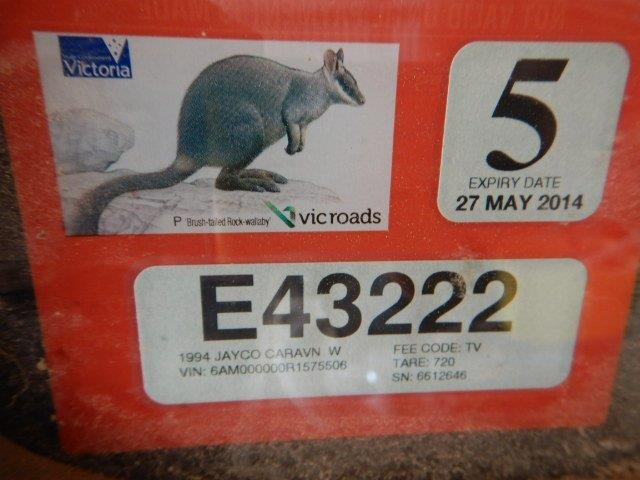 Victoria
P Brush-tailed Rock-wallaby
vicroads
5
EXPIRY DATE
27 MAY 2014
E43222
1994 JAYCO CARAVN W
VIN: 6AM000000R1575506
FEE CODE: TV
TARE: 720
SN: 6612646